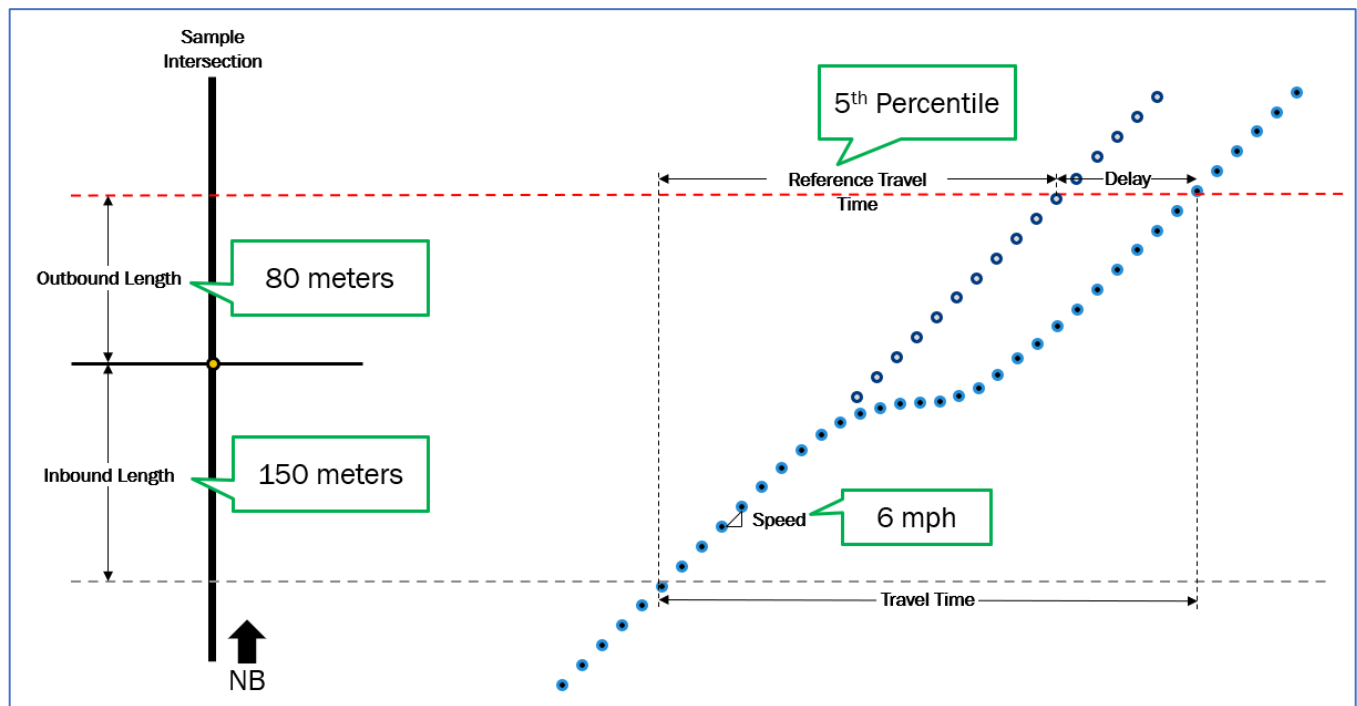 Sample
Intersection
5th Percentile
Reference Travel
Time
Delay
Outbound Length
80 meters
Inbound Length
150 meters
Speed
6 mph
Travel Time
NB